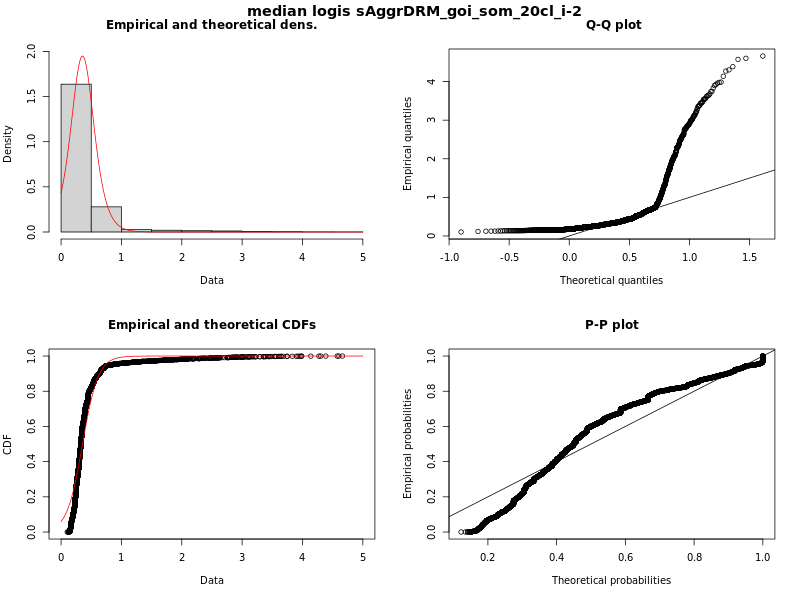 median logis sAggrDRM_goi_som_20cl_i-2
Empirical and theoretical dens.
Density
0.0 0.5 1.0 1.5 2.0
0 1 2 3 4 5
Data
Q-Q plot
Empirical quantiles
0 1 2 3 4
-1.0 -0.5 0.0 0.5 1.0 1.5
Theoretical quantiles
Empirical and theoretical CDFs
CDF
0.0 0.2 0.4 0.6 0.8 1.0
0 1 2 3 4 5
Data
P-P plot
Empirical probabilities
0.0 0.2 0.4 0.6 0.8 1.0
0.2 0.4 0.6 0.8 1.0
Theoretical probabilities